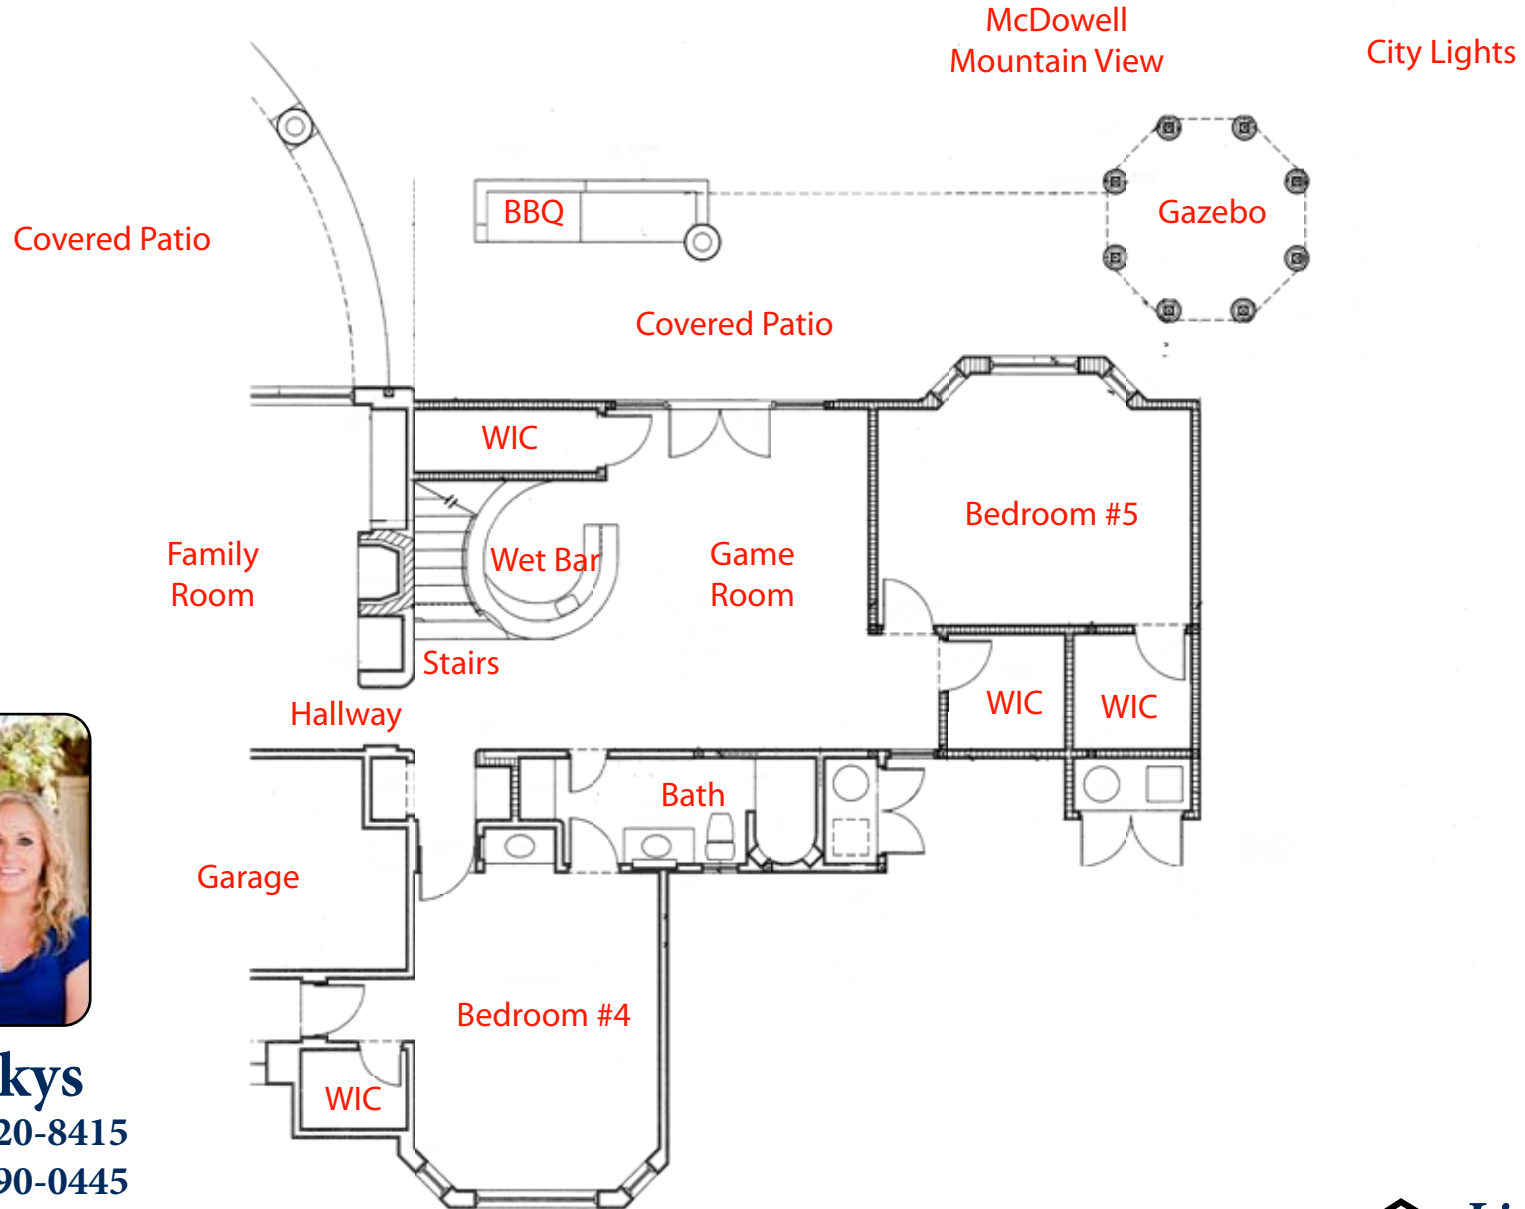 McDowell
Mountain View
City Lights
BBQ
Gazebo
Covered Patio
Covered Patio
WIC
Bedroom #5
Family
Room
Wet Bar
Game
Room
Stairs
Hallway
WIC
WIC
Bath
Garage
Bedroom #4
WIC
kys
20-8415
90-0445